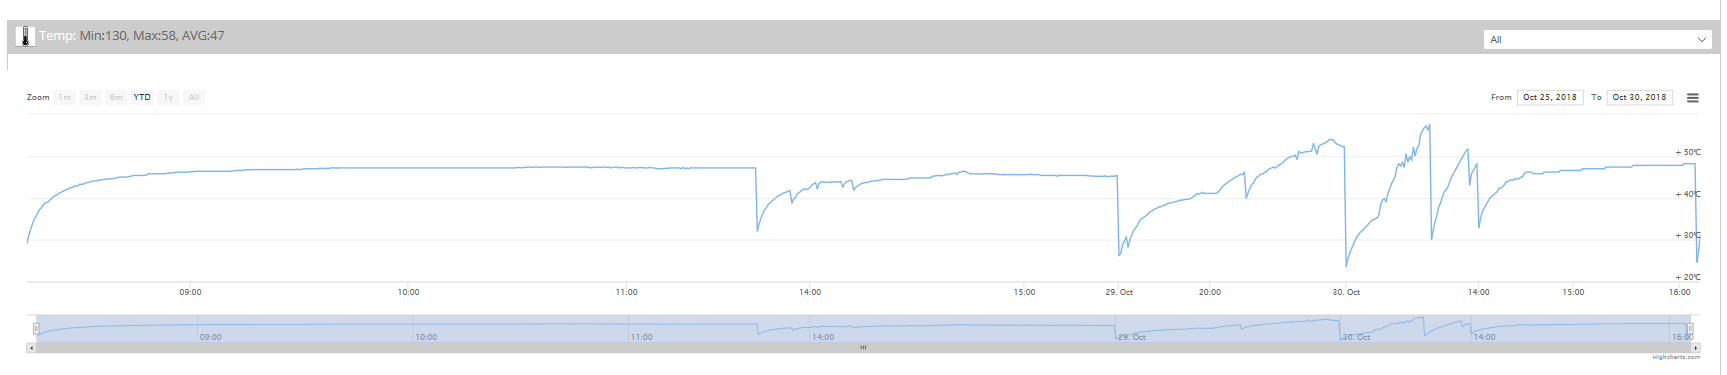 Temp: Min:130, Max:58, AVG:47
All
Zoom 1m 3m 6m YTD 1y All
From Oct 25, 2018 To Oct 30, 2018
+ 50°C
+ 40°C
+ 30°C
+ 20°C
09:00 10:00 11:00 14:00 15:00 29. Oct 20:00 30. Oct 14:00 15:00 16:00
09:00 10:00 11:00 14:00 29. Oct 30. Oct 14:00 16:00
Highcharts.com